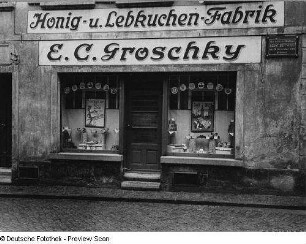 Honig- u. Lebkuchen-Fabrik
E. C. Groschky
© Deutsche Fotothek - Preview Scan